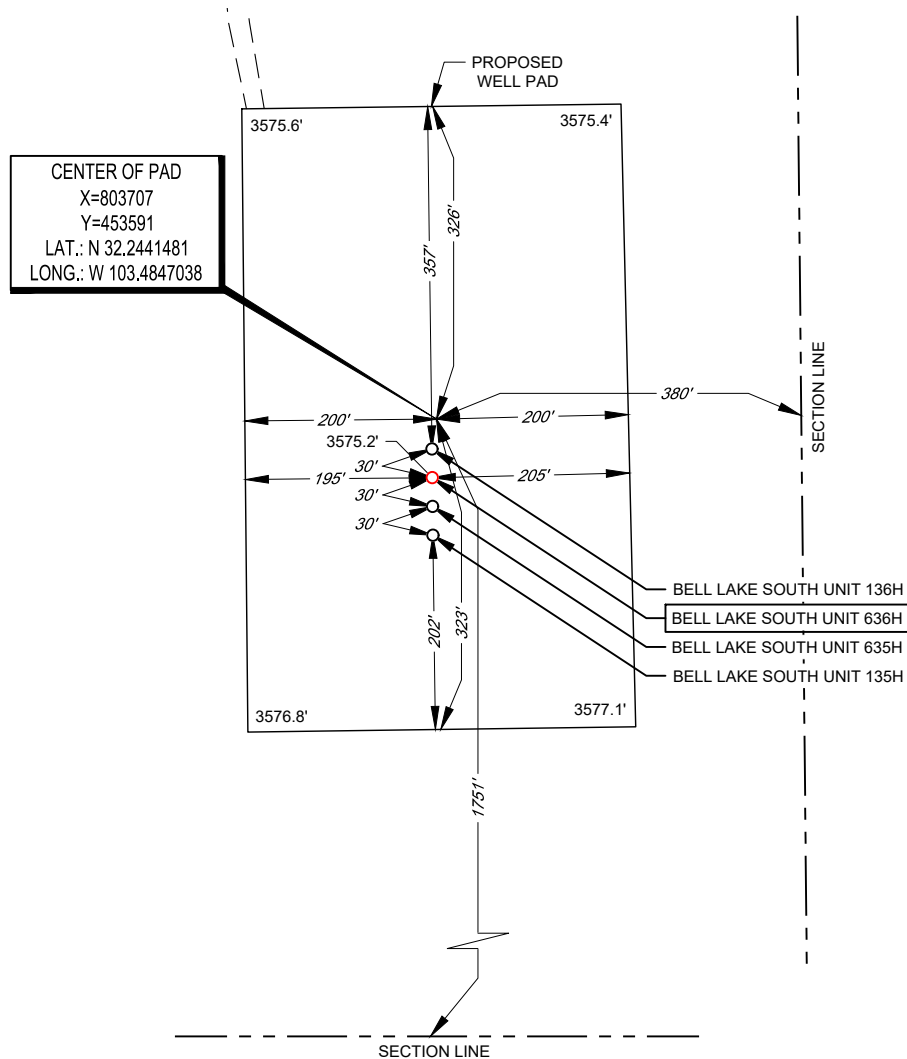 PROPOSED
WELL PAD
3575.6'
3575.4'
CENTER OF PAD
X=803707
Y=453591
LAT.: N 32.2441481
LONG.: W 103.4847038
357'
326'
SECTION LINE
380'
200'
200'
3575.2'
30'
195'
205'
30'
30'
BELL LAKE SOUTH UNIT 136H
BELL LAKE SOUTH UNIT 636H
BELL LAKE SOUTH UNIT 635H
BELL LAKE SOUTH UNIT 135H
202'
323'
3576.8'
3577.1'
1751'
SECTION LINE